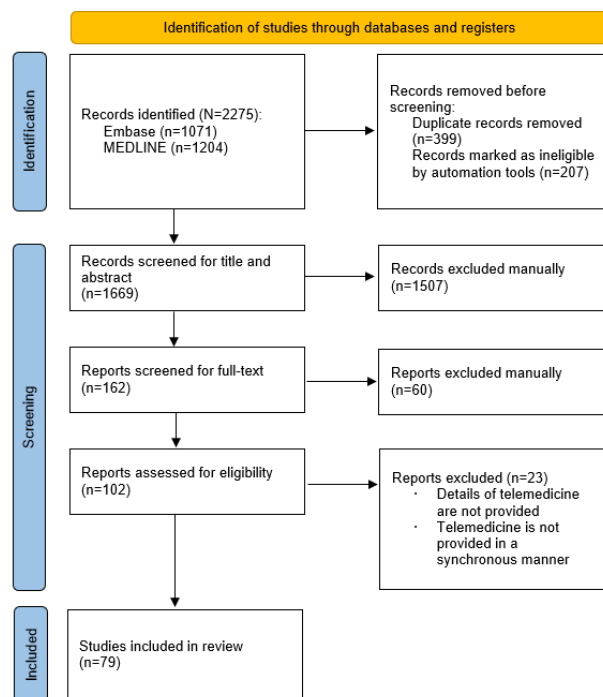 Identification of studies through databases and registers
Identification
Records identified (N=2275):
Embase (n=1071)
MEDLINE (n=1204)
Records removed before
screening:
Duplicate records removed
(n=399)
Records marked as ineligible
by automation tools (n=207)
Screening
Records screened for title and
abstract
(n=1669)
Records excluded manually
(n=1507)
Reports screened for full-text
(n=162)
Reports excluded manually
(n=60)
Reports assessed for eligibility
(n=102)
Reports excluded (n=23)
· Details of telemedicine
are not provided
· Telemedicine is not
provided in a
synchronous manner
Included
Studies included in review
(n=79)